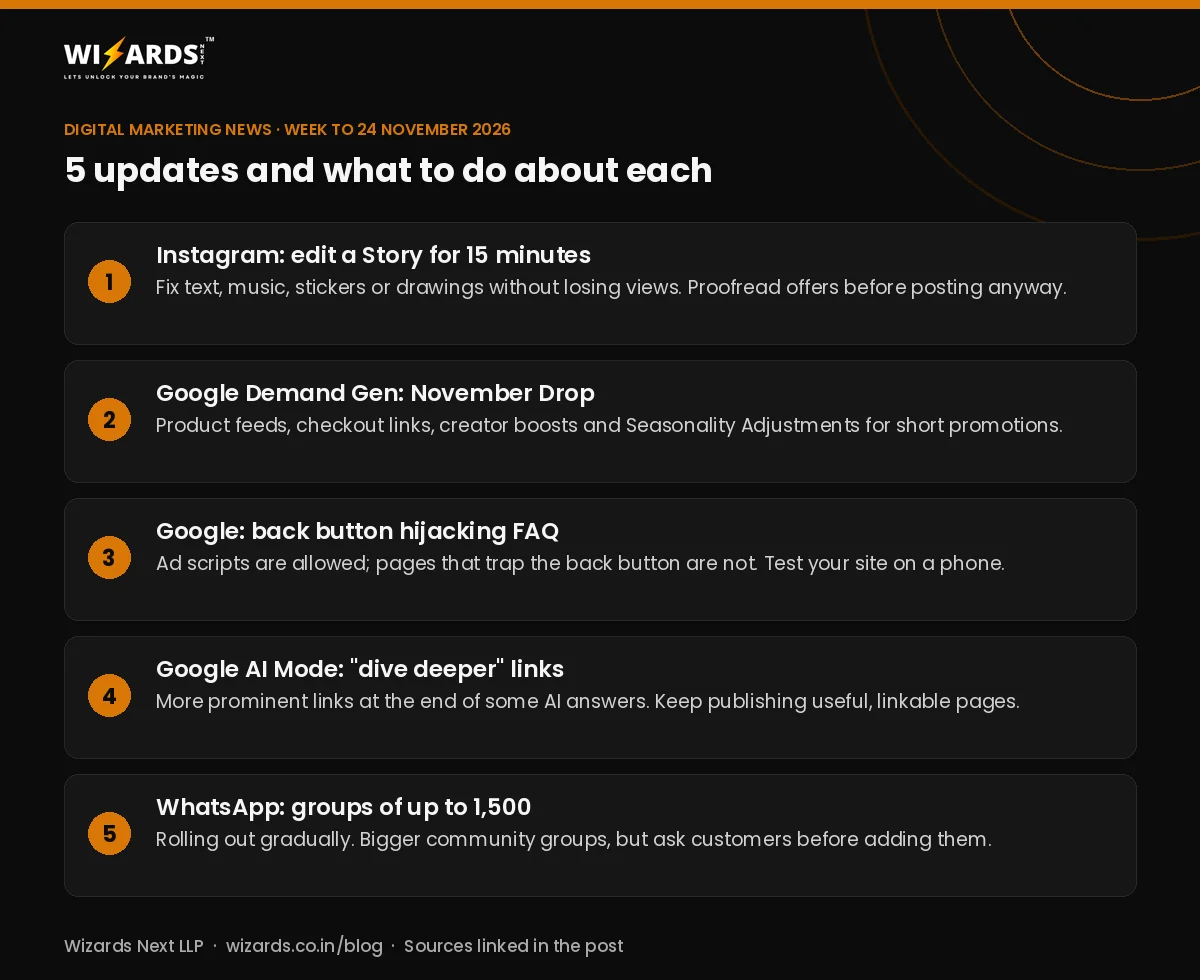 WIZARDS NEXT™
LETS UNLOCK YOUR BRAND'S MAGIC
DIGITAL MARKETING NEWS · WEEK TO 24 NOVEMBER 2026
5 updates and what to do about each
1
Instagram: edit a Story for 15 minutes
Fix text, music, stickers or drawings without losing views. Proofread offers before posting anyway.
2
Google Demand Gen: November Drop
Product feeds, checkout links, creator boosts and Seasonality Adjustments for short promotions.
3
Google: back button hijacking FAQ
Ad scripts are allowed; pages that trap the back button are not. Test your site on a phone.
4
Google AI Mode: "dive deeper" links
More prominent links at the end of some AI answers. Keep publishing useful, linkable pages.
5
WhatsApp: groups of up to 1,500
Rolling out gradually. Bigger community groups, but ask customers before adding them.
Wizards Next LLP · wizards.co.in/blog · Sources linked in the post